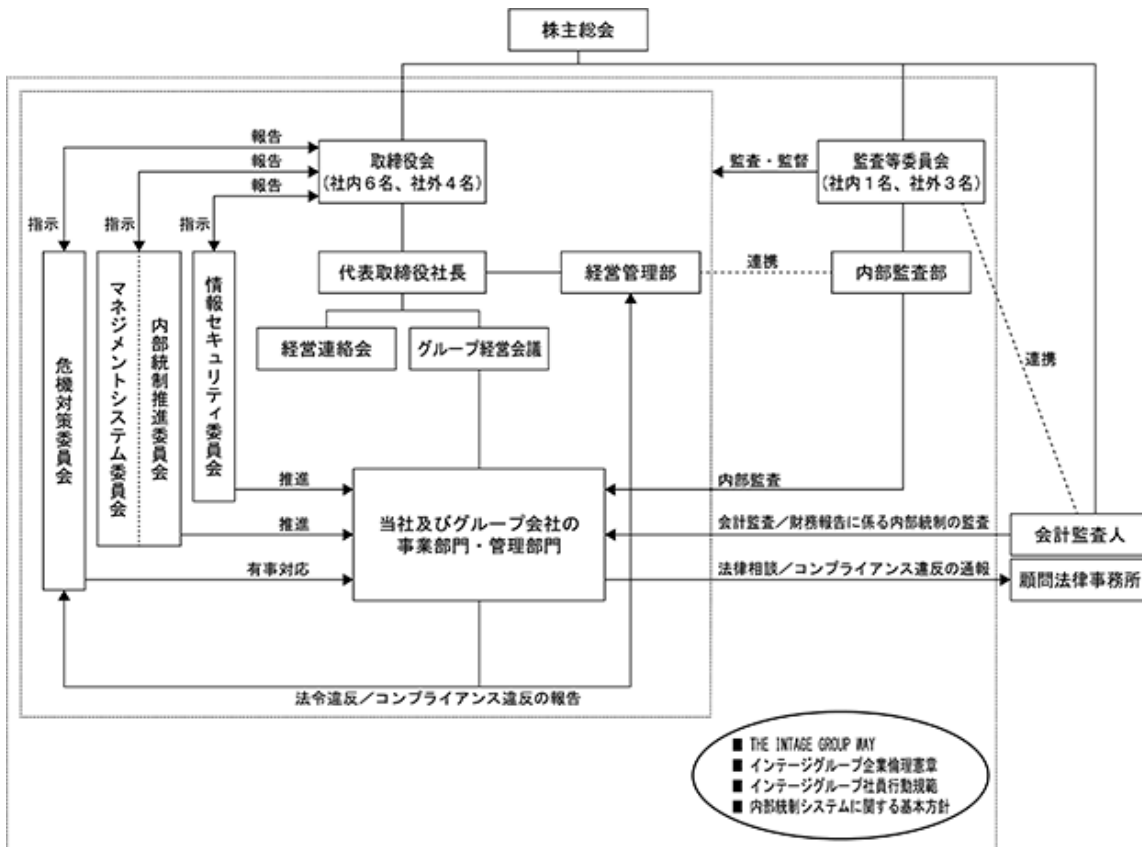 株主総会
報告
報告
報告
取締役会
(社内6名、社外4名)
監査・監督
監査等委員会
(社内1名、社外3名)
指示
指示
指示
代表取締役社長
経営管理部
連携
内部監査部
経営連絡会
グループ経営会議
連携
危機対策委員会
マネジメントシステム委員会
内部統制推進委員会
情報セキュリティ委員会
推進
内部監査
当社及びグループ会社の
事業部門・管理部門
推進
会計監査/財務報告に係る内部統制の監査
会計監査人
有事対応
法律相談/コンプライアンス違反の通報
顧問法律事務所
法令違反/コンプライアンス違反の報告
■ THE INTAGE GROUP WAY
■ インテージグループ企業倫理憲章
■ インテージグループ社員行動規範
■ 内部統制システムに関する基本方針